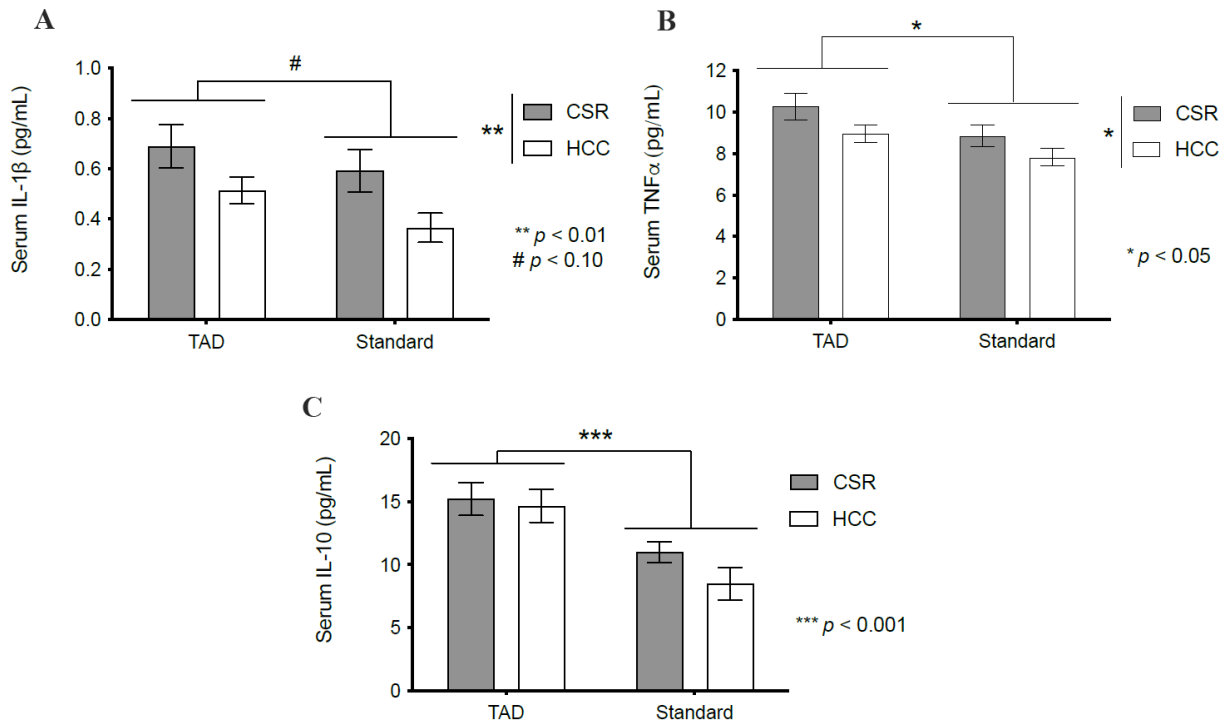 A
Serum IL-1β (pg/mL)
1.0
0.8
0.6
0.4
0.2
0.0
#
**
CSR
HCC
** p < 0.01
# p < 0.10
TAD
Standard
B
Serum TNFα (pg/mL)
12
10
8
6
4
2
0
*
*
CSR
HCC
* p < 0.05
TAD
Standard
C
Serum IL-10 (pg/mL)
20
15
10
5
0
***
CSR
HCC
*** p < 0.001
TAD
Standard